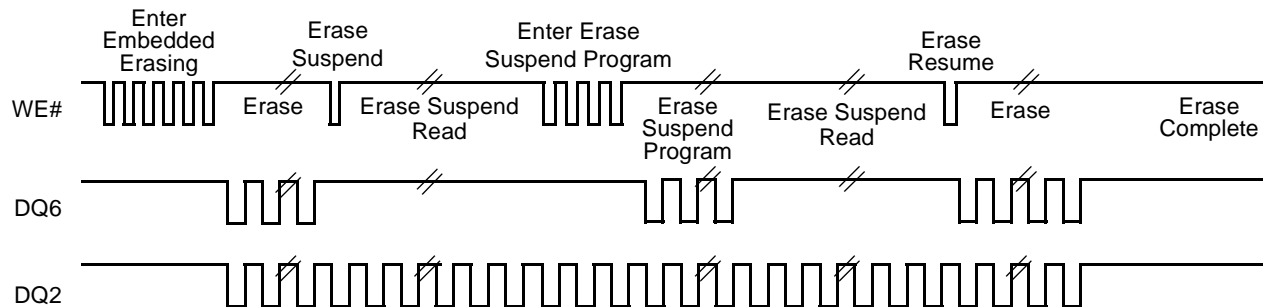 Enter
Embedded
Erasing
Erase
Suspend
Enter Erase
Suspend Program
Erase
Resume
WE#
Erase
Erase Suspend
Read
Erase
Suspend
Program
Erase Suspend
Read
Erase
Erase
Complete
DQ6
DQ2